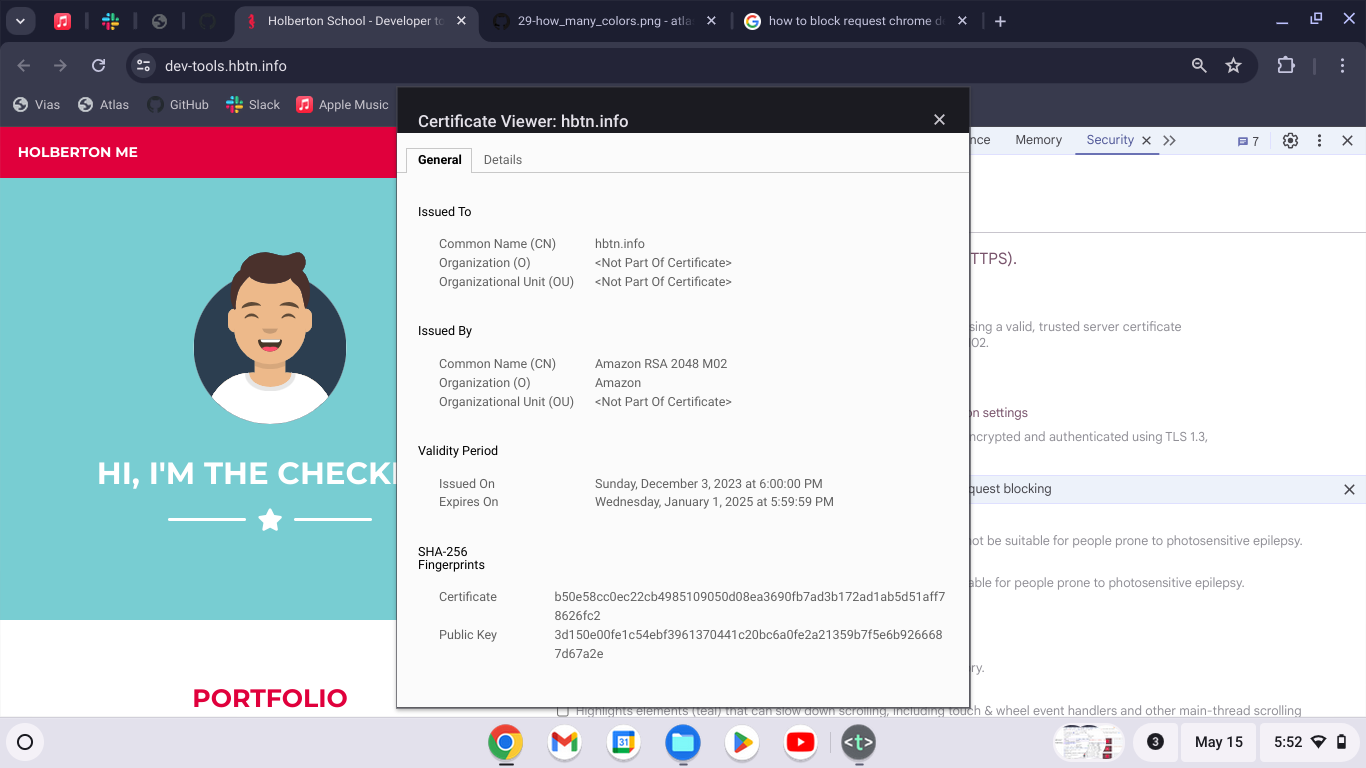 Holberton School - Developer to
29-how_many_colors.png - atla
how to block request chrome de
dev-tools.hbtn.info
Vias
Atlas
GitHub
Slack
Apple Music
Certificate Viewer: hbtn.info
HOLBERTON ME
nce
Memory
Security
7
General
Details
Issued To
Common Name (CN) hbtn.info
Organization (O) <Not Part Of Certificate>
Organizational Unit (OU) <Not Part Of Certificate>
TTPS).
Issued By
sing a valid, trusted server certificate
O2.
Common Name (CN) Amazon RSA 2048 M02
Organization (O) Amazon
Organizational Unit (OU) <Not Part Of Certificate>
on settings
ncrypted and authenticated using TLS 1.3,
Validity Period
HI, I'M THE CHECK
Issued On Sunday, December 3, 2023 at 6:00:00 PM
Expires On Wednesday, January 1, 2025 at 5:59:59 PM
quest blocking
not be suitable for people prone to photosensitive epilepsy.
SHA-256
Fingerprints
able for people prone to photosensitive epilepsy.
Certificate b50e58cc0ec22cb4985109050d08ea3690fb7ad3b172ad1ab5d51aff7
8626fc2
Public Key 3d150e00fe1c54ebf3961370441c20bc6a0fe2a21359b7f5e6b926668
7d67a2e
ry.
PORTFOLIO
Highlights elements (teal) that can slow down scrolling, including touch & wheel event handlers and other main-thread scrolling
31
<t>
3
May 15
5:52